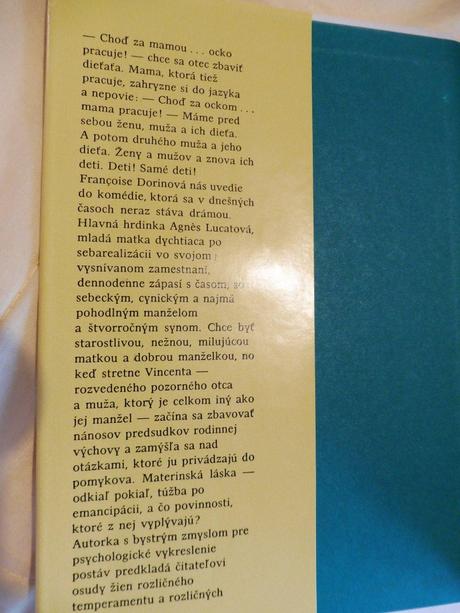 — Choď za mamou . . . ocko
pracuje! — chce sa otec zbaviť
dieťaťa. Mama, ktorá tiež
pracuje, zahryzne si do jazyka
a nepovie: — Choď za ockom . . .
mama pracuje! — Máme pred
sebou ženu, muža a ich dieťa.
A potom druhého muža a jeho
dieťa. Ženy a mužov a znova ich
deti. Deti! Samé deti!
Françoise Dorinová nás uvedie
do komédie, ktorá sa v dnešných
časoch neraz stáva drámou.
Hlavná hrdinka Agnès Lucatová,
mladá matka dychtiaca po
sebarealizácii vo svojom
vysnívanom zamestnaní,
dennodenne zápasí s časom, so
sebeckým, cynickým a najmä
pohodlným manželom
a štvorročným synom. Chce byť
starostlivou, nežnou, milujúcou
matkou a dobrou manželkou, no
keď stretne Vincenta —
rozvedeného pozorného otca
a muža, ktorý je celkom iný ako
jej manžel — začína sa zbavovať
nánosov predsudkov rodinnej
výchovy a zamýšľa sa nad
otázkami, ktoré ju privádzajú do
pomykova. Materinská láska —
odkiaľ pokiaľ, túžba po
emancipácii, a čo povinnosti,
ktoré z nej vyplývajú?
Autorka s bystrým zmyslom pre
psychologické vykreslenie
postáv predkladá čitateľovi
osudy žien rozličného
temperamentu a rozličných